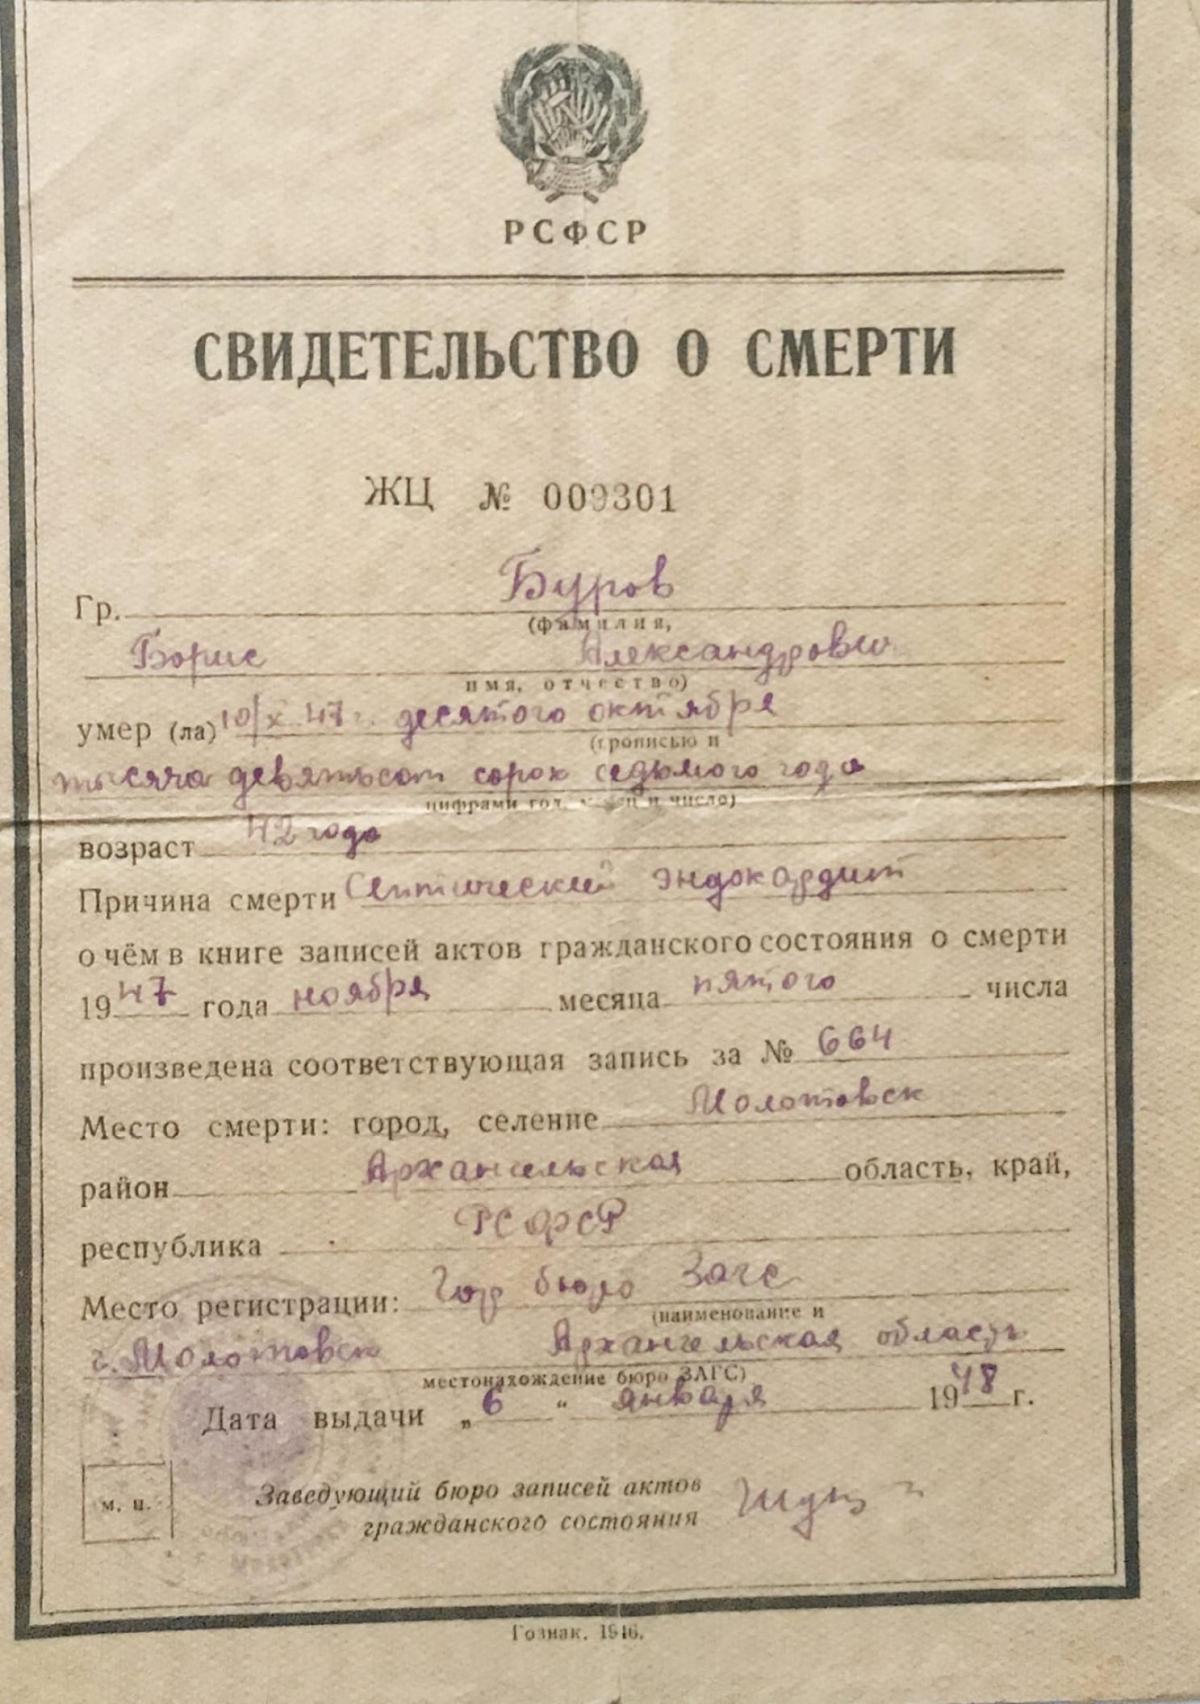 РСФСР
СВИДЕТЕЛЬСТВО О СМЕРТИ
ЖЦ № 009301
Гр. Буров
(фамилия,
Борис Александрович
имя, отчество)
умер (ла) 10/X 47 г. десятого октября
(прописью и
тысяча девятьсот сорок седьмого года
цифрами год, месяц и число)
возраст 42 года
Причина смерти Септический эндокардит
о чём в книге записей актов гражданского состояния о смерти
1947 года ноября месяца пятого числа
произведена соответствующая запись за № 664
Место смерти: город, селение Молотовск
район Архангельская область, край,
республика РСФСР
Место регистрации: Гор бюро Загс
(наименование и
г. Молотовск Архангельская область
местонахождение бюро ЗАГС)
Дата выдачи „6“ января 1948 г.
м. п.
Заведующий бюро записей актов
гражданского состояния
Гознак. 1946.